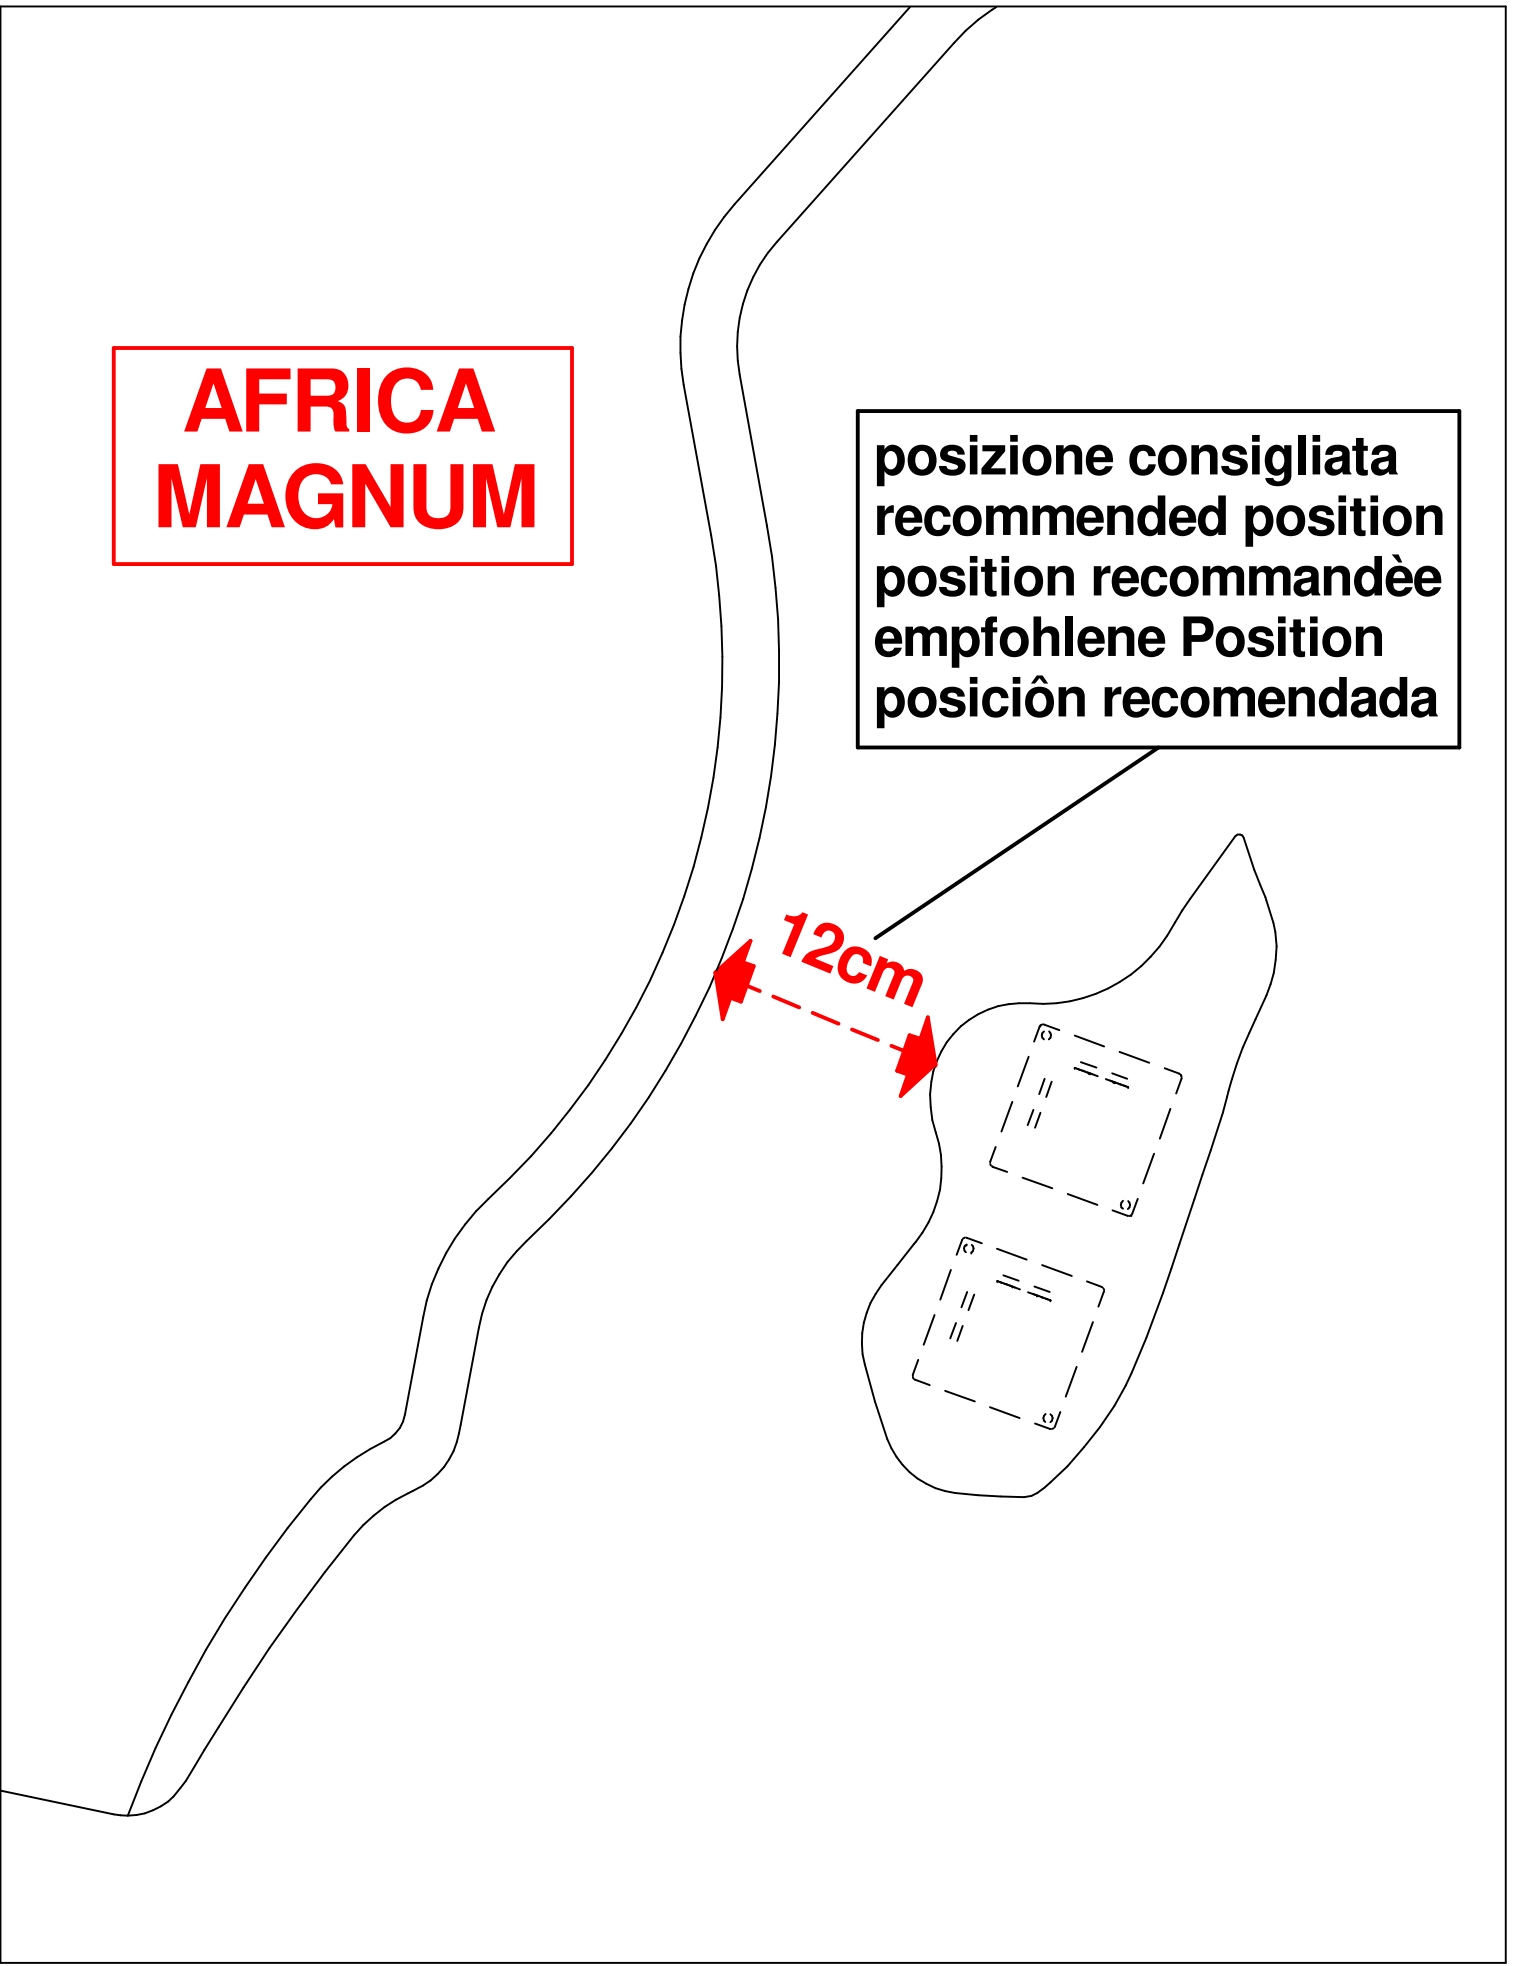 AFRICA
MAGNUM
posizione consigliata
recommended position
position recommandèe
empfohlene Position
posiciôn recomendada
12cm